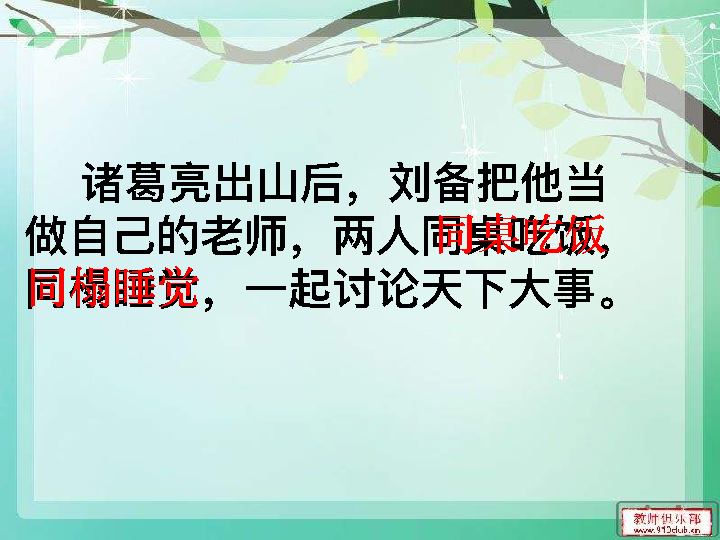 诸葛亮出山后，刘备把他当
做自己的老师，两人同桌吃饭，
同榻睡觉，一起讨论天下大事。
教师俱乐部
www.910club.cn